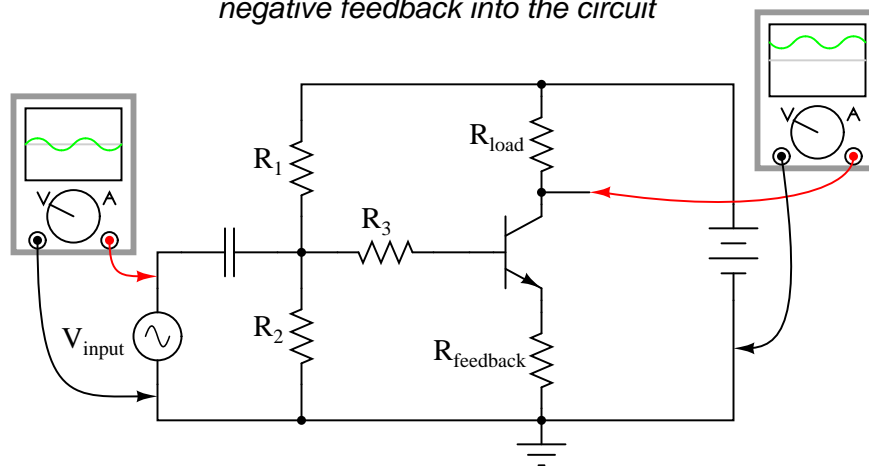 negative feedback into the circuit
V A
R1
Rload
V A
R3
R2
Vinput
Rfeedback